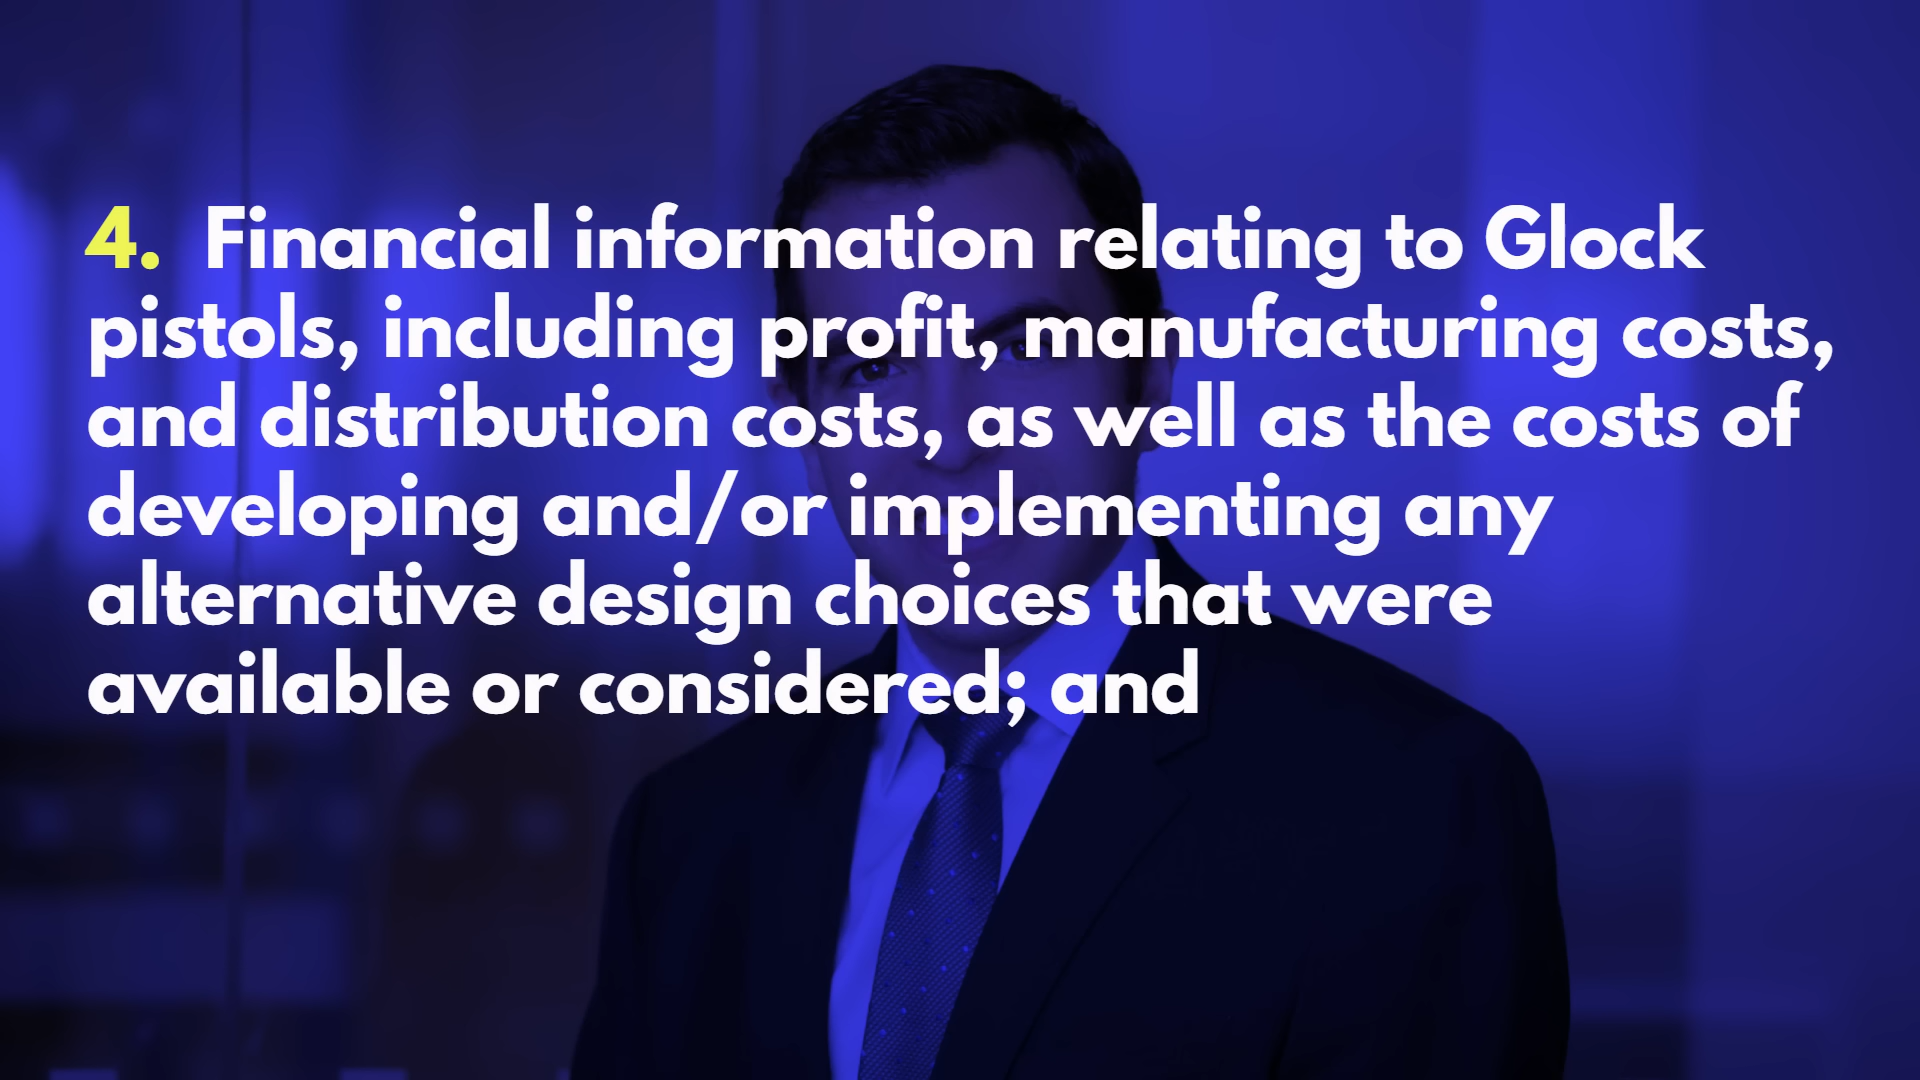 4. Financial information relating to Glock
pistols, including profit, manufacturing costs,
and distribution costs, as well as the costs of
developing and/or implementing any
alternative design choices that were
available or considered; and